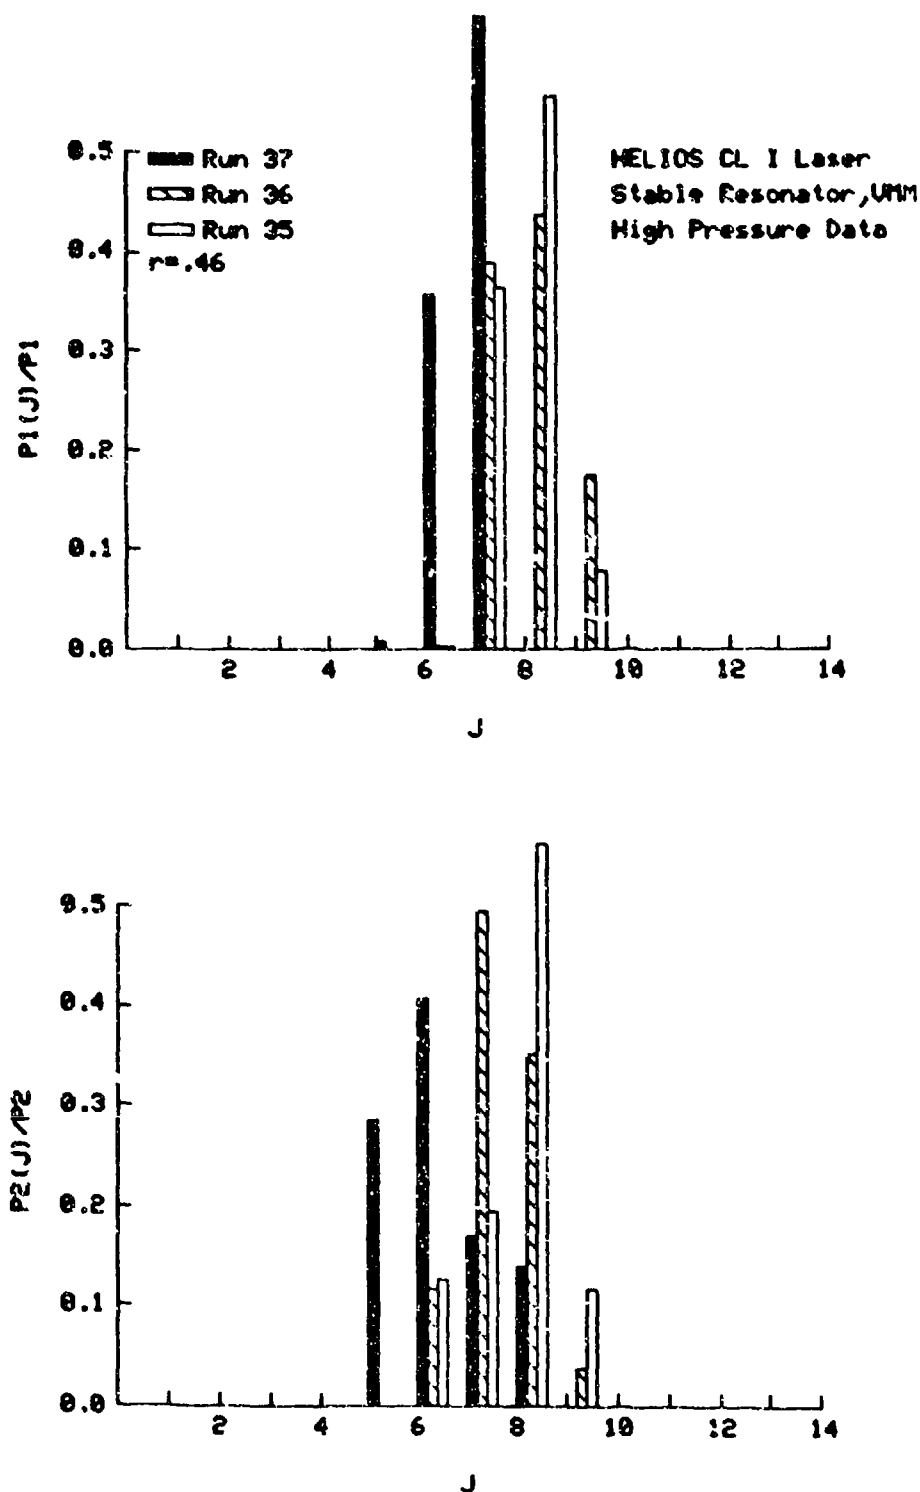 0.5
Run 37
HELIOS CL I Laser
Run 36
Stable Resonator, VMM
Run 35
High Pressure Data
0.4
r=.46
0.3
P1(J)/P1
0.2
0.1
0.0
2 4 6 8 10 12 14
J
0.5
0.4
0.3
P2(J)/P2
0.2
0.1
0.0
2 4 6 8 10 12 14
J